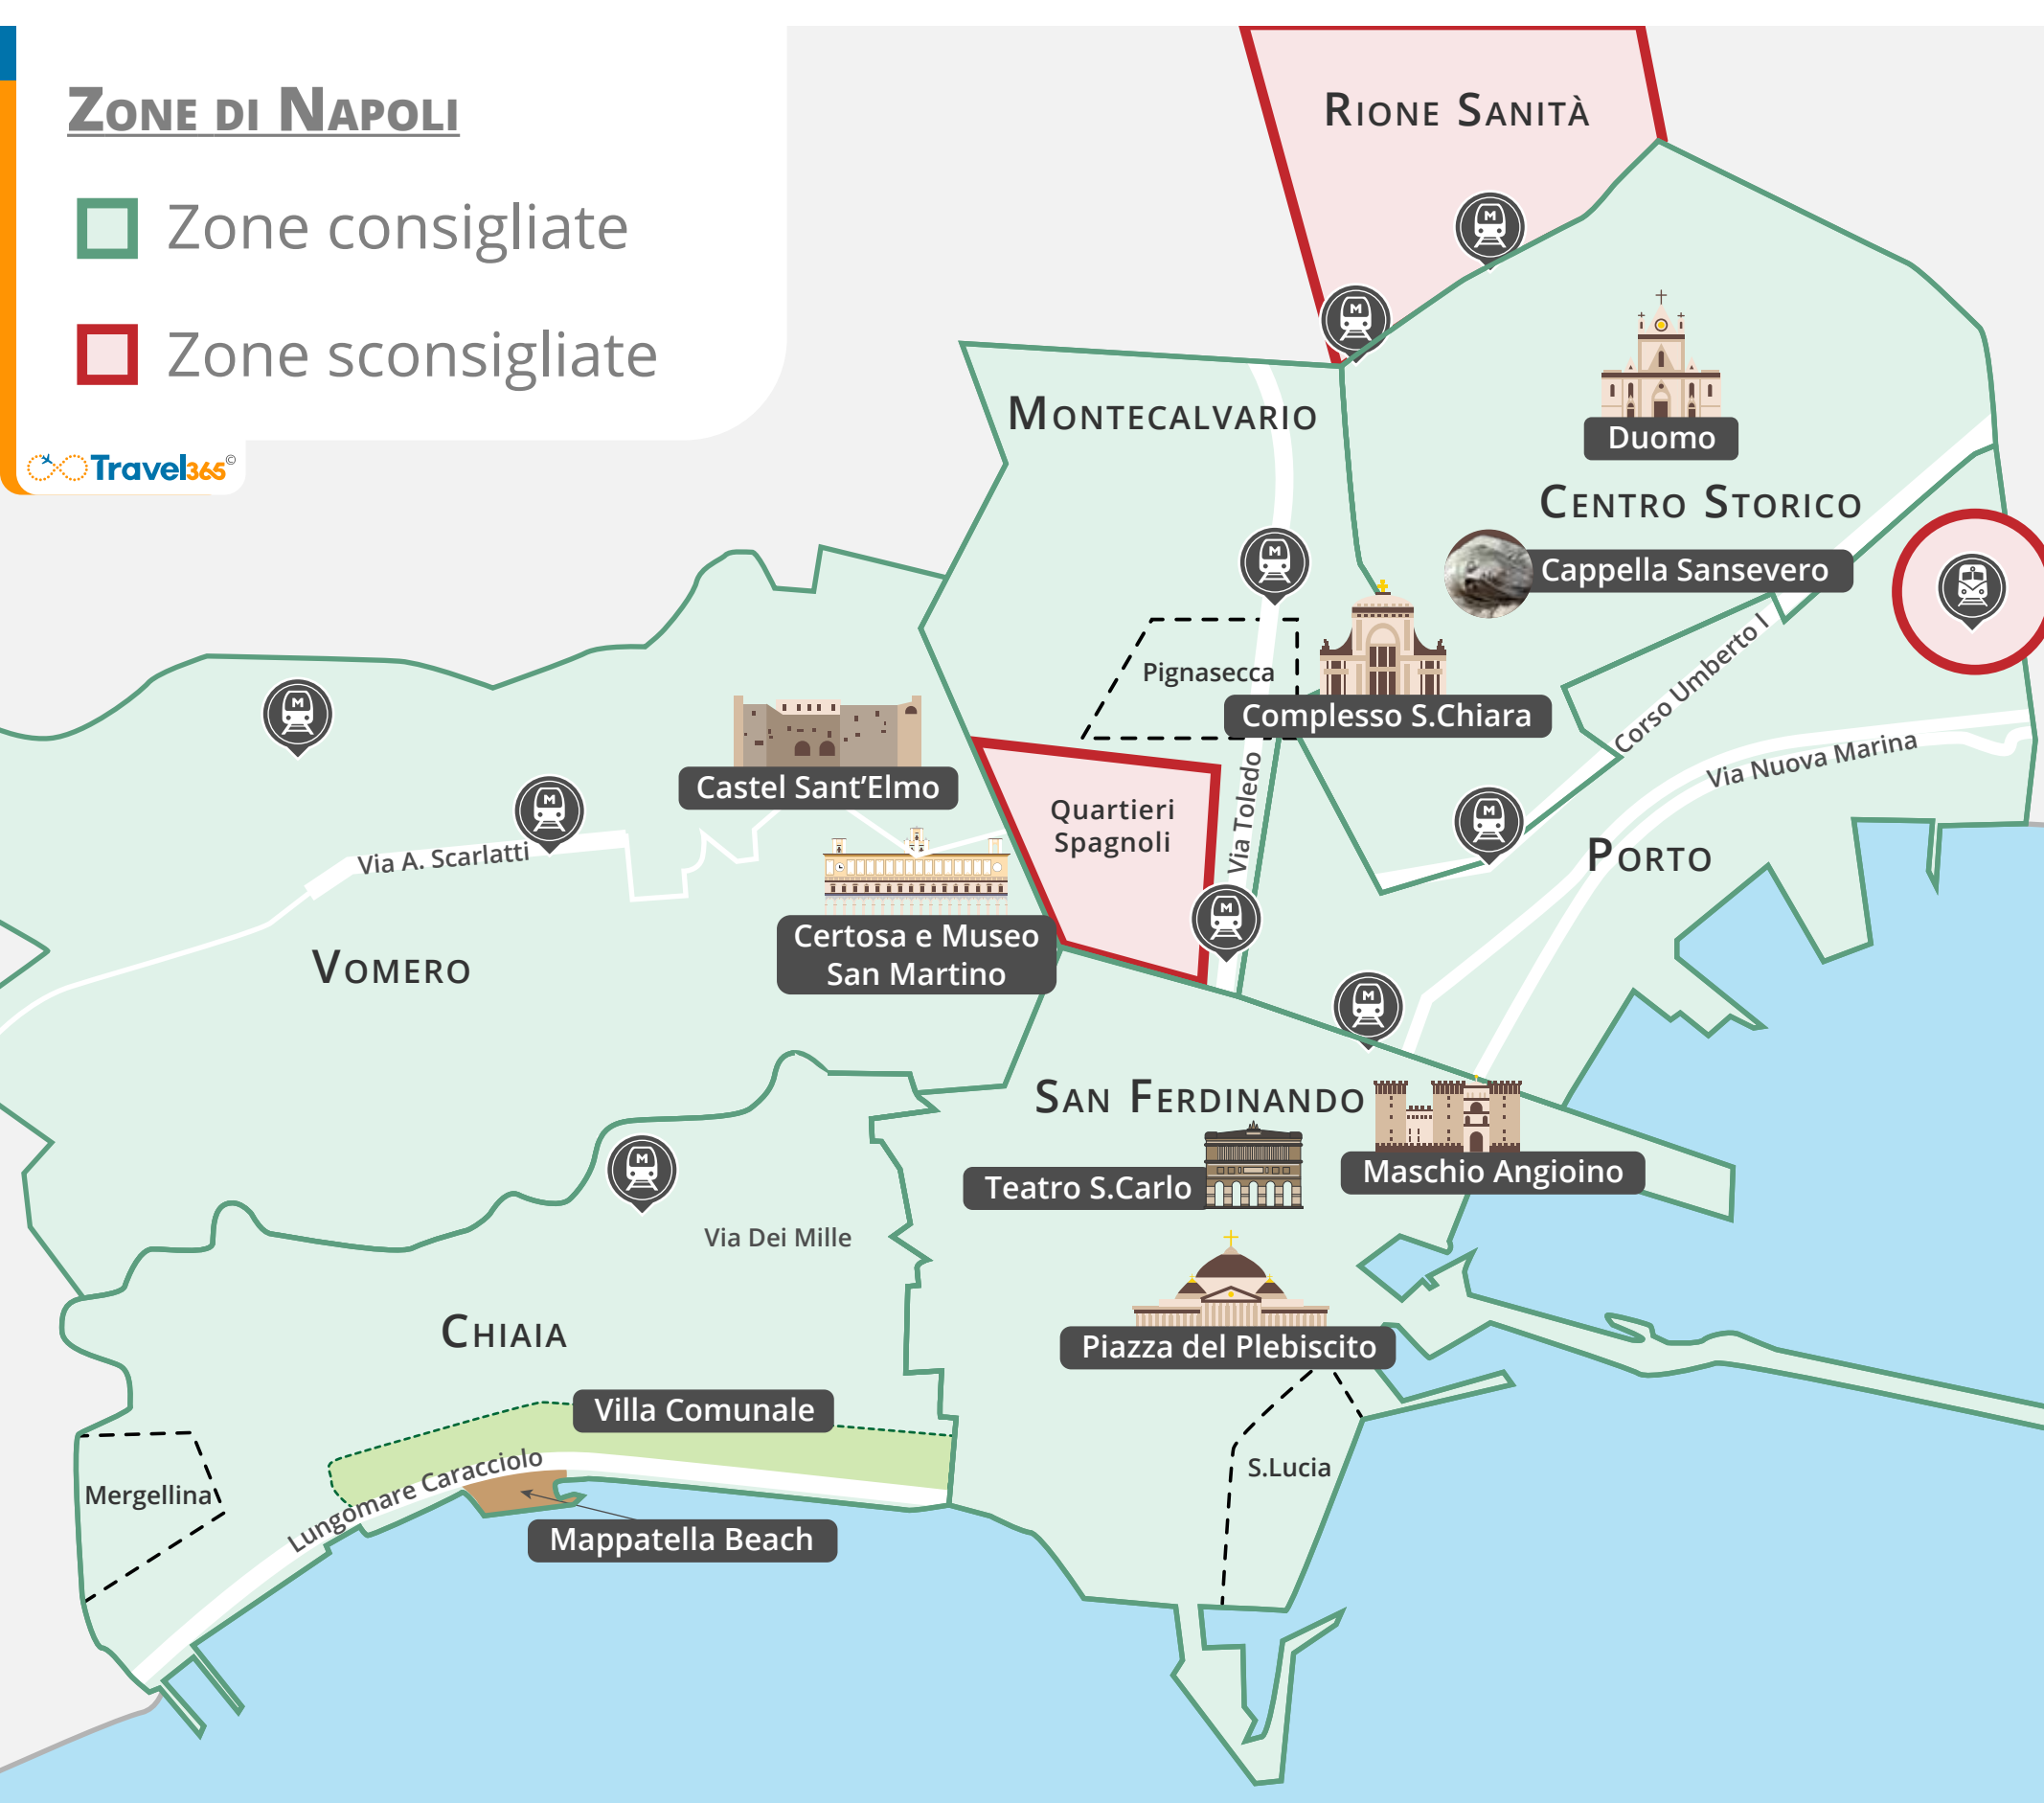 Zone di Napoli
Zone consigliate
Zone sconsigliate
Travel365©
Rione Sanità
Montecalvario
Duomo
Centro Storico
Cappella Sansevero
Pignasecca
Complesso S.Chiara
Corso Umberto I
Via Nuova Marina
Castel Sant'Elmo
Quartieri
Spagnoli
Via Toledo
Via A. Scarlatti
Porto
Certosa e Museo
San Martino
Vomero
San Ferdinando
Maschio Angioino
Teatro S.Carlo
Via Dei Mille
Chiaia
Piazza del Plebiscito
Villa Comunale
Lungomare Caracciolo
Mergellina
S.Lucia
Mappatella Beach
M
M
M
M
M
M
M
M
M